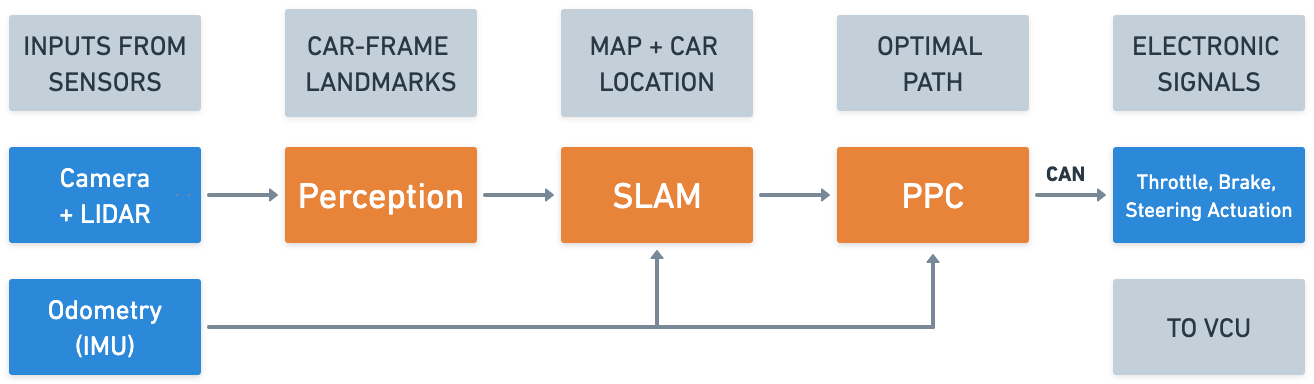 INPUTS FROM
SENSORS
CAR-FRAME
LANDMARKS
MAP + CAR
LOCATION
OPTIMAL
PATH
ELECTRONIC
SIGNALS
Camera
+ LIDAR
Perception
SLAM
PPC
CAN
Throttle, Brake,
Steering Actuation
Odometry
(IMU)
TO VCU